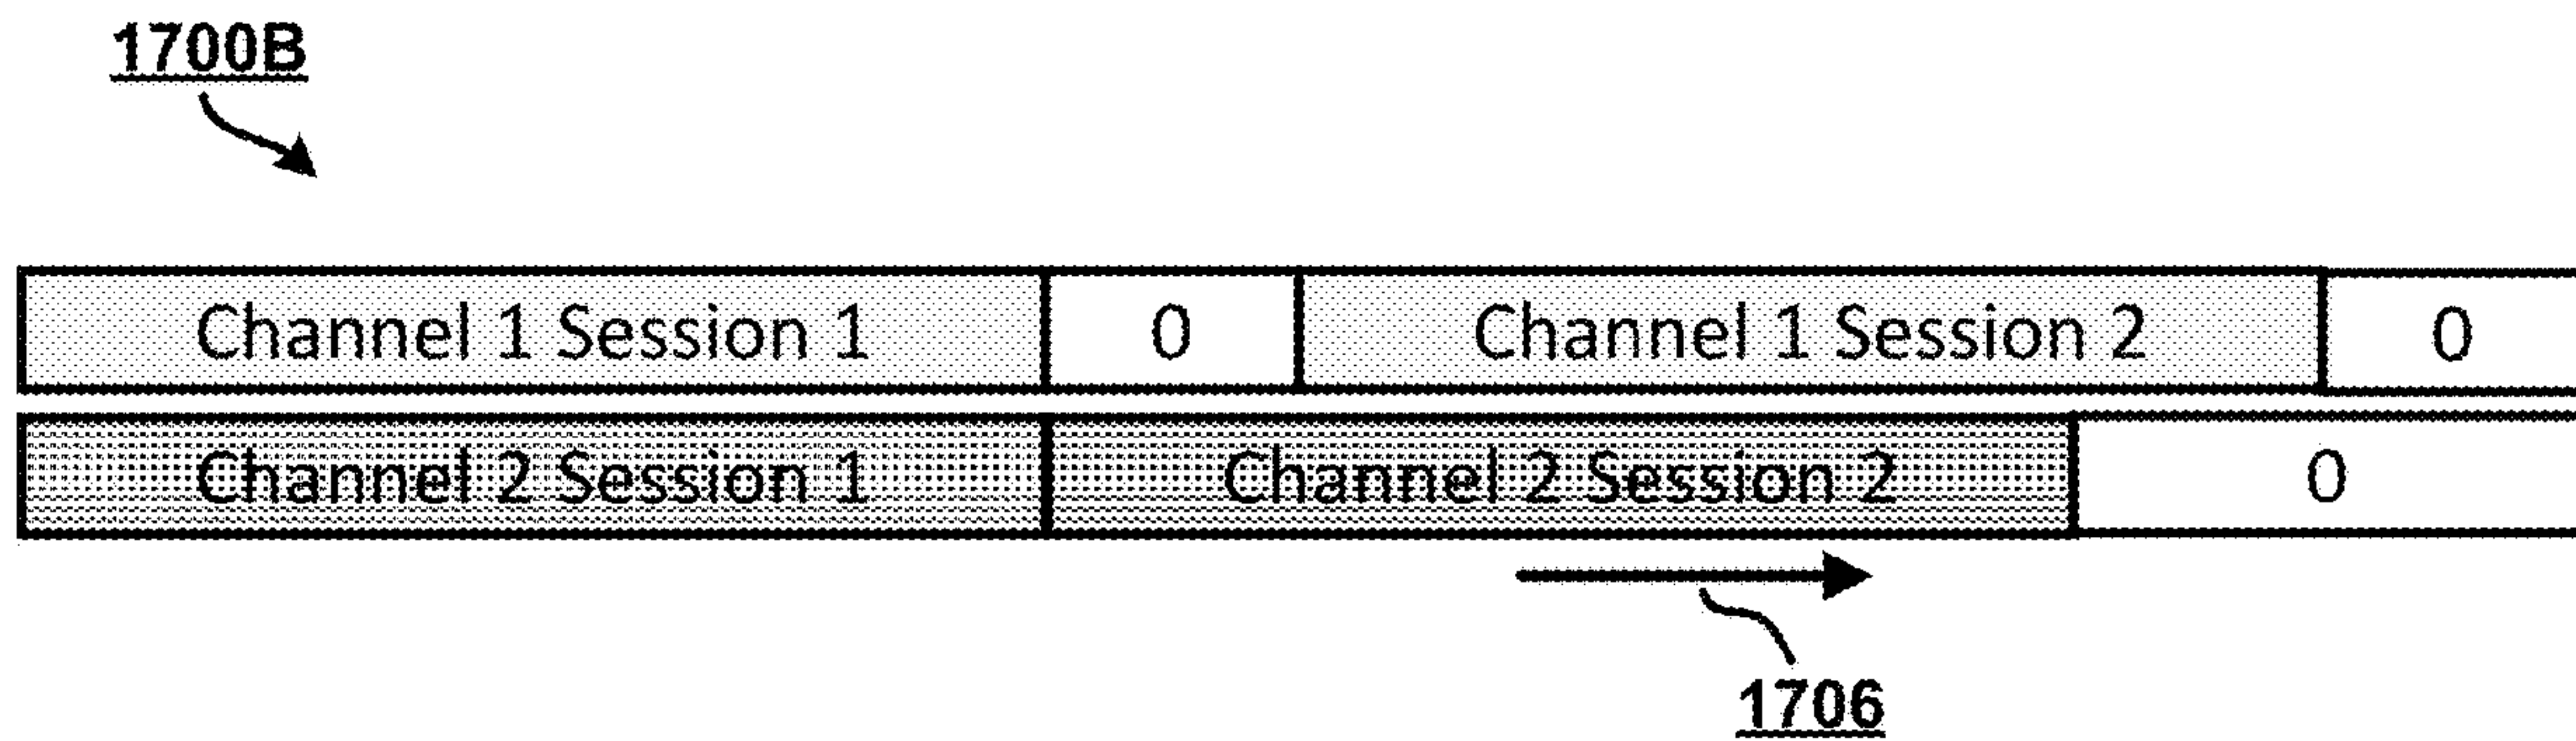 1700B
Channel 1 Session 1 0 Channel 1 Session 2 0
Channel 2 Session 1 Channel 2 Session 2 0
1706